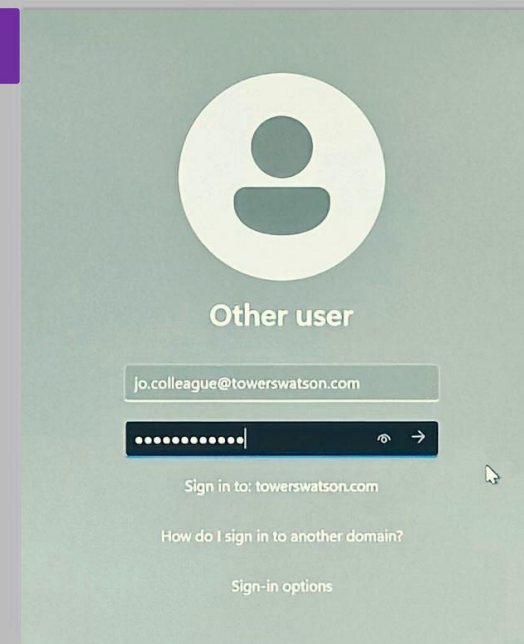 Other user
jo.colleague@towerswatson.com
••••••••••••
Sign in to: towerswatson.com
How do I sign in to another domain?
Sign-in options